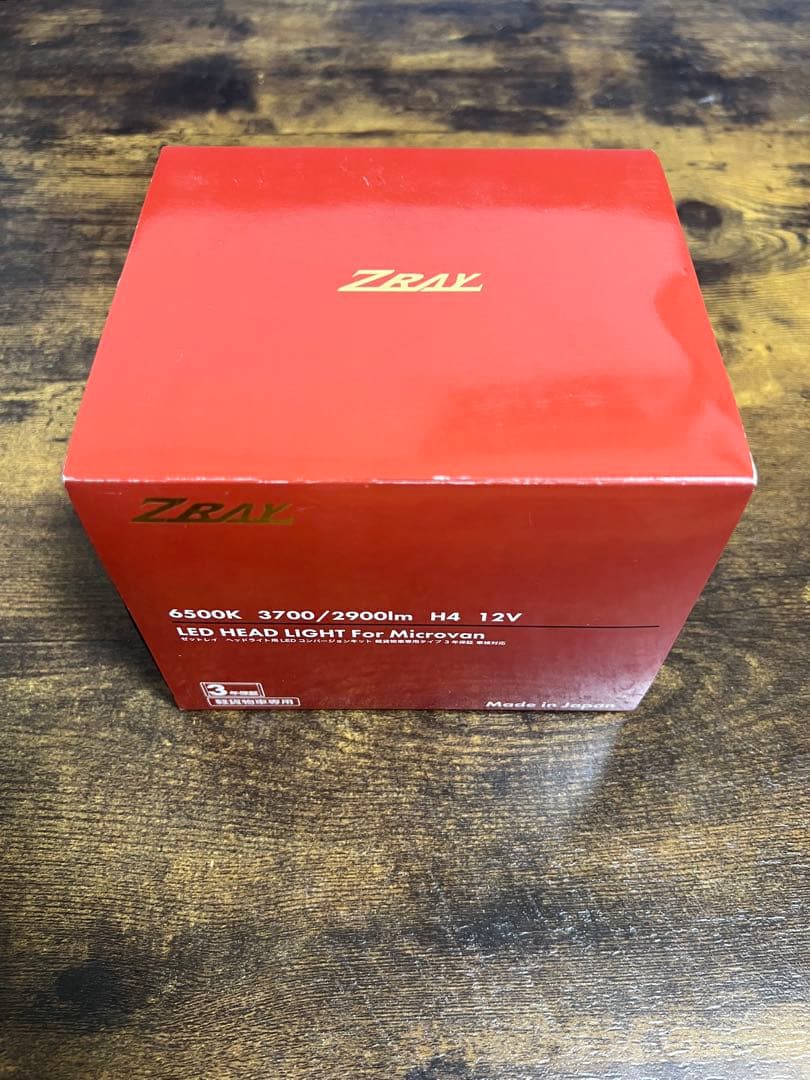 ZRAY
ZRAY
6500K 3700/2900lm H4 12V
LED HEAD LIGHT For Microvan
ゼットレイ ヘッドライト用LEDコンバージョンキット 軽貨物車専用タイプ 3年保証 車検対応
3年保証
軽貨物車専用
Made in Japan